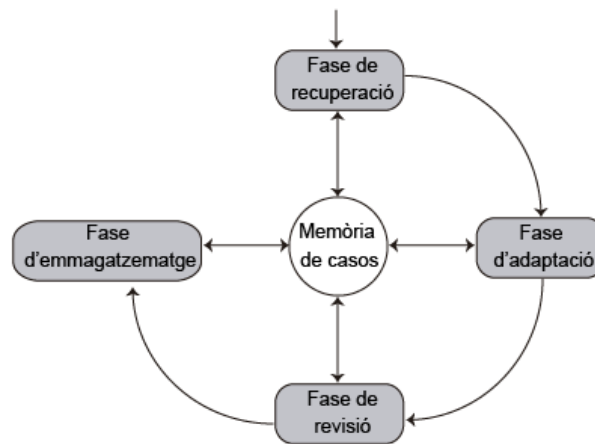 Fase de
recuperació
Memòria
de casos
Fase
d'emmagatzematge
Fase
d'adaptació
Fase de
revisió